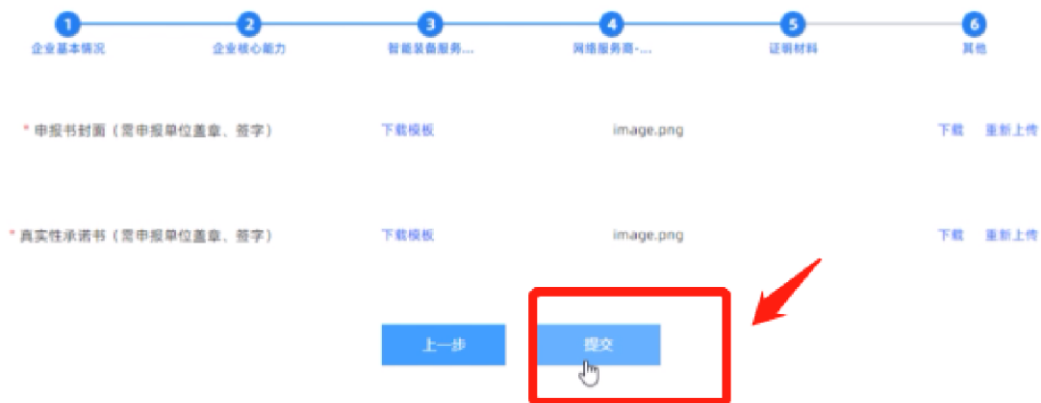 1 2 3 4 5 6
企业基本情况 企业核心能力 智能装备服务... 网络服务商-... 证明材料 其他
* 申报书封面（需申报单位盖章、签字） 下载模板 image.png 下载 重新上传
* 真实性承诺书（需申报单位盖章、签字） 下载模板 image.png 下载 重新上传
上一步 提交